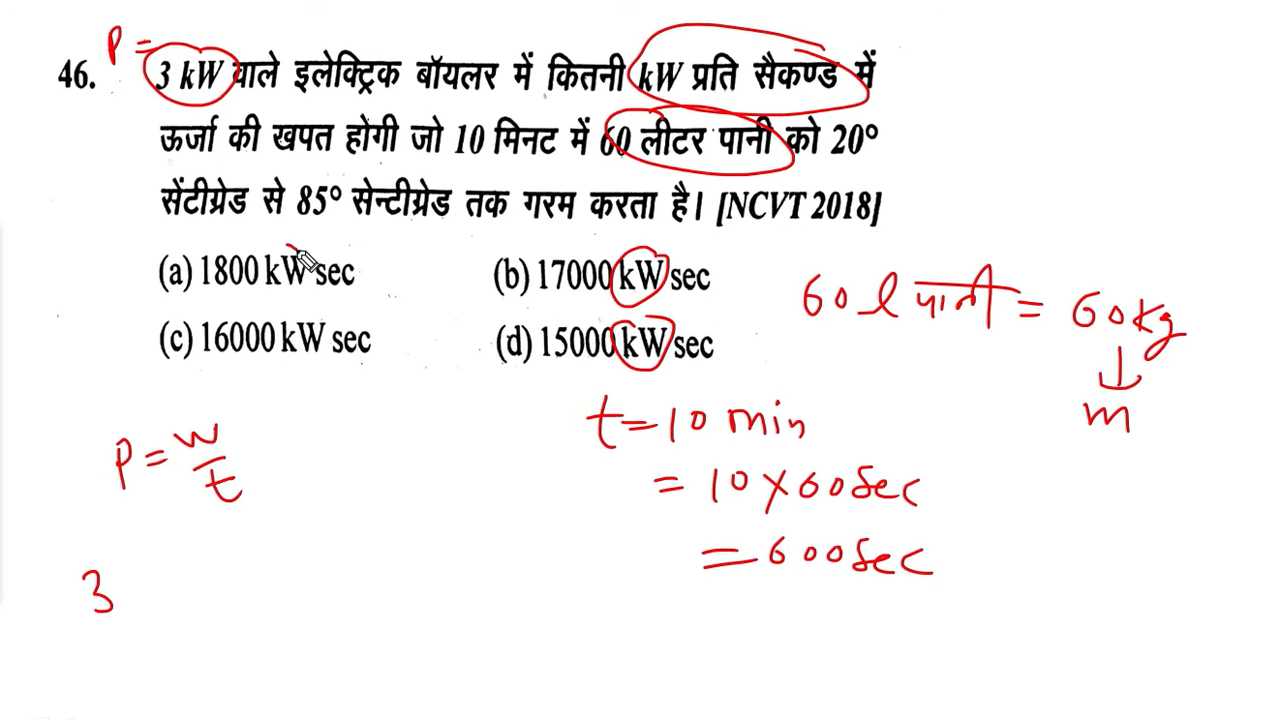 P =
46. 3 kW वाले इलेक्ट्रिक बॉयलर में कितनी kW प्रति सैकण्ड में
ऊर्जा की खपत होगी जो 10 मिनट में 60 लीटर पानी को 20°
सेंटीग्रेड से 85° सेन्टीग्रेड तक गरम करता है। [NCVT 2018]
(a) 1800 kW sec (b) 17000 kW sec
(c) 16000 kW sec (d) 15000 kW sec
60 l पानी = 60 kg
m
t = 10 min
= 10 × 60 sec
= 600 sec
P = W/t
3